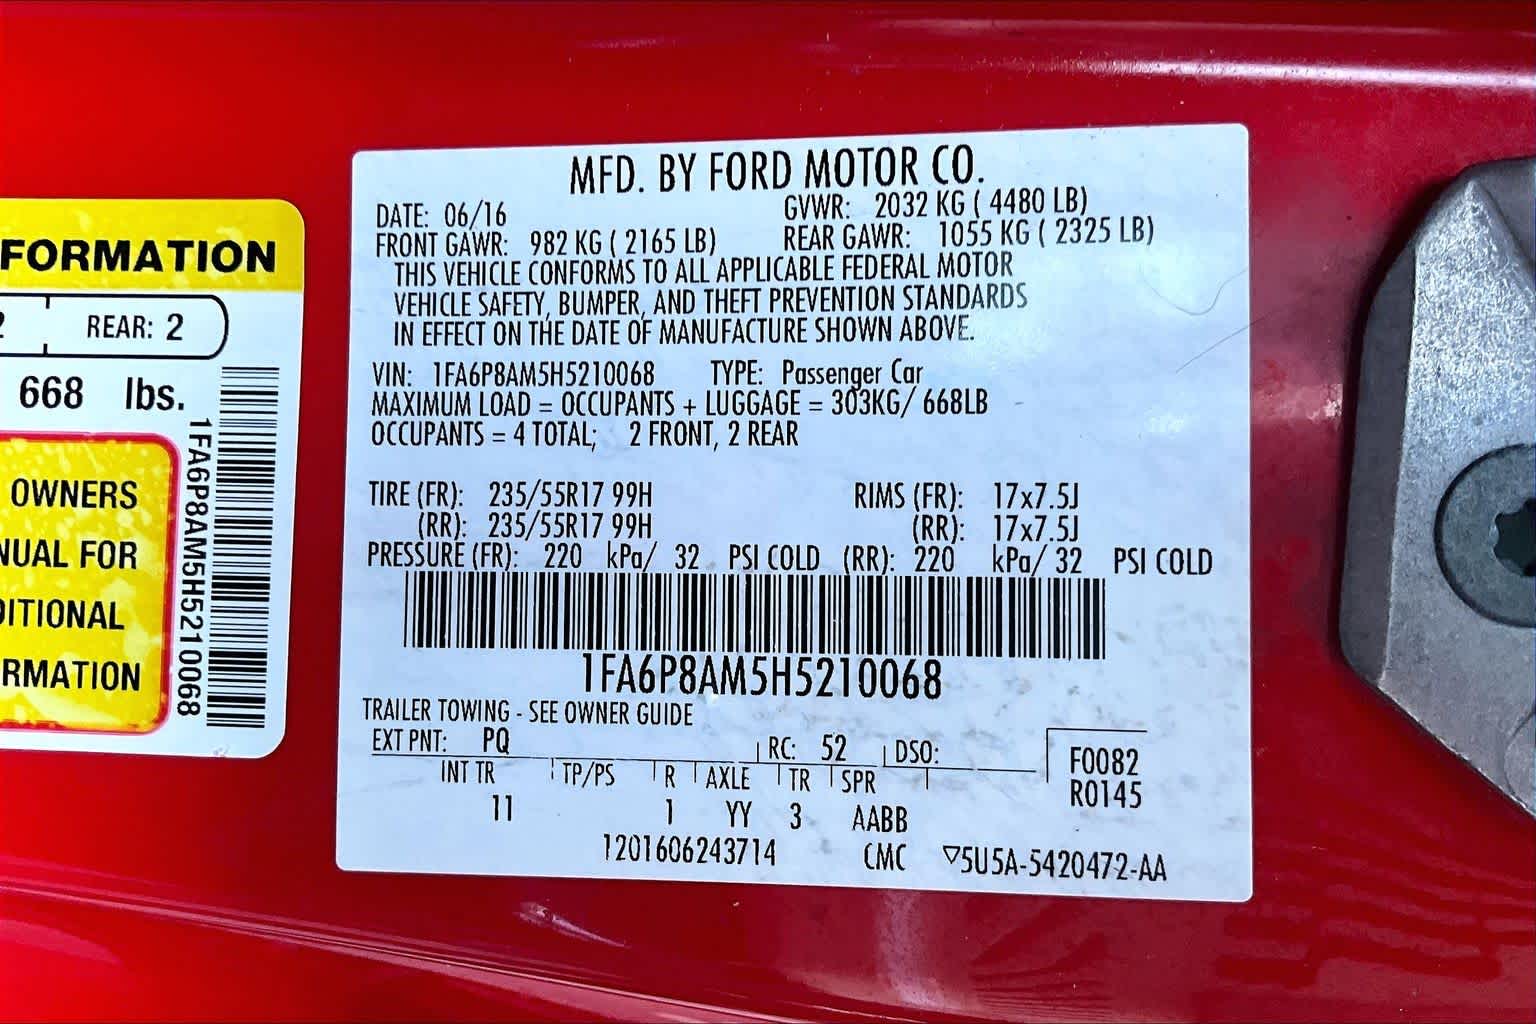 FORMATION
REAR: 2
668 lbs.
OWNERS
NUAL FOR
DITIONAL
RMATION
1FA6P8AM5H5210068
MFD. BY FORD MOTOR CO.
DATE: 06/16 GVWR: 2032 KG ( 4480 LB)
FRONT GAWR: 982 KG ( 2165 LB) REAR GAWR: 1055 KG ( 2325 LB)
THIS VEHICLE CONFORMS TO ALL APPLICABLE FEDERAL MOTOR
VEHICLE SAFETY, BUMPER, AND THEFT PREVENTION STANDARDS
IN EFFECT ON THE DATE OF MANUFACTURE SHOWN ABOVE.
VIN: 1FA6P8AM5H5210068 TYPE: Passenger Car
MAXIMUM LOAD = OCCUPANTS + LUGGAGE = 303KG/ 668LB
OCCUPANTS = 4 TOTAL; 2 FRONT, 2 REAR
TIRE (FR): 235/55R17 99H RIMS (FR): 17x7.5J
(RR): 235/55R17 99H (RR): 17x7.5J
PRESSURE (FR): 220 kPa/ 32 PSI COLD (RR): 220 kPa/ 32 PSI COLD
1FA6P8AM5H5210068
TRAILER TOWING - SEE OWNER GUIDE
EXT PNT: PQ RC: 52 DSO: F0082
INT TR TP/PS R AXLE TR SPR R0145
11 1 YY 3 AABB
1201606243714 CMC ▽5U5A-5420472-AA